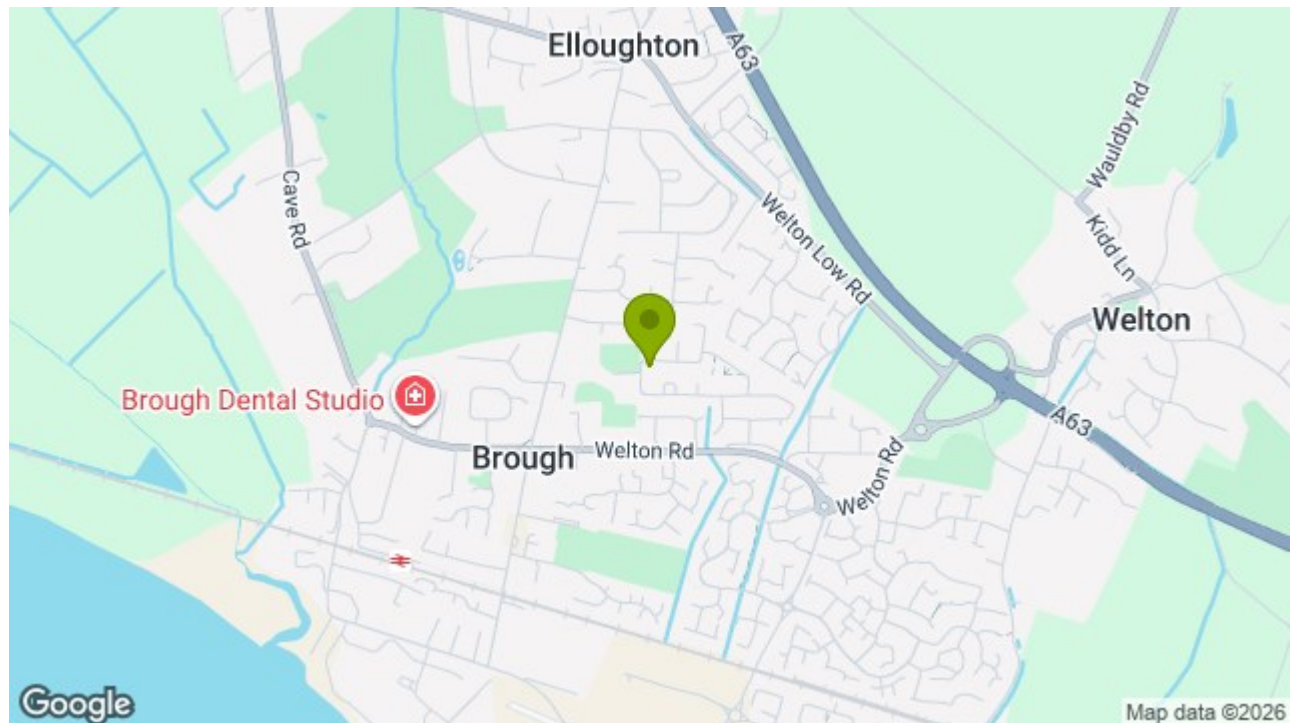 Elloughton
A63
Wauldby Rd
Cave Rd
Welton Low Rd
Kidd Ln
Welton
Brough Dental Studio
A63
Brough
Welton Rd
Welton Rd
Google
Map data ©2026